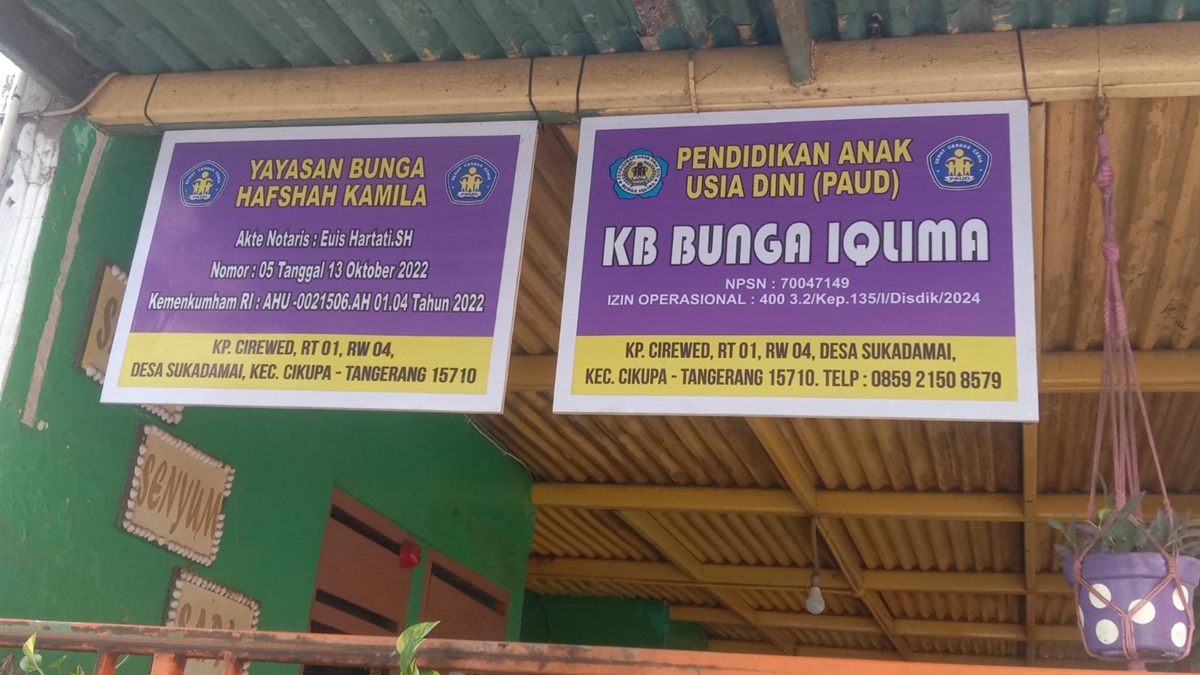 YAYASAN BUNGA
HAFSHAH KAMILA
Akte Notaris : Euis Hartati.SH
Nomor : 05 Tanggal 13 Oktober 2022
Kemenkumham RI : AHU -0021506.AH 01.04 Tahun 2022
KP. CIREWED, RT 01, RW 04,
DESA SUKADAMAI, KEC. CIKUPA - TANGERANG 15710
PENDIDIKAN ANAK
USIA DINI (PAUD)
KB BUNGA IQLIMA
NPSN : 70047149
IZIN OPERASIONAL : 400 3.2/Kep.135/I/Disdik/2024
KP. CIREWED, RT 01, RW 04, DESA SUKADAMAI,
KEC. CIKUPA - TANGERANG 15710. TELP : 0859 2150 8579
PAUD
PAUD
SENYUM